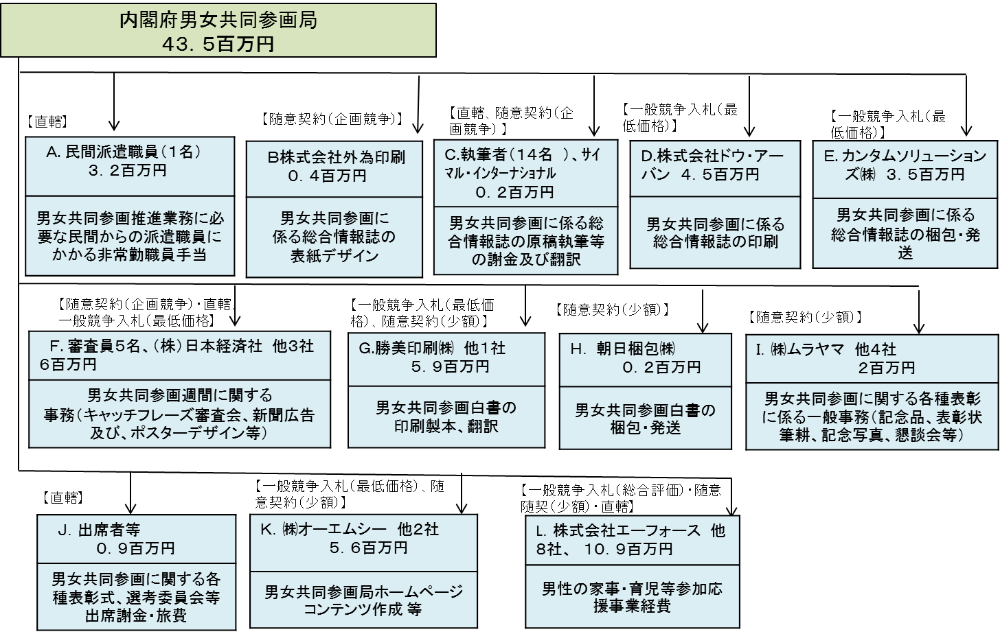 内閣府男女共同参画局
４３．５百万円
【直轄】
A．民間派遣職員（１名）
３．２百万円
男女共同参画推進業務に必
要な民間からの派遣職員に
かかる非常勤職員手当
【随意契約（企画競争）】
Ｂ株式会社外為印刷
０．４百万円
男女共同参画に
係る総合情報誌の
表紙デザイン
【直轄、随意契約（企
画競争）】
C.執筆者（１４名　）、ｻｲ
ﾏﾙ・ｲﾝﾀｰﾅｼｮﾅﾙ
０．２百万円
男女共同参画に係る総
合情報誌の原稿執筆等
の謝金及び翻訳
【一般競争入札（最
低価格）】
D.株式会社ドウ・アー
バン　４．５百万円
男女共同参画に係る
総合情報誌の印刷
【一般競争入札（最
低価格）】
E．カンタムソリューション
ズ㈱　３．５百万円
男女共同参画に係る
総合情報誌の梱包・発
送
【随意契約（企画競争）・直轄、
一般競争入札（最低価格】
F．審査員５名、（株）日本経済社　他３社
６百万円
男女共同参画週間に関する
事務（キャッチフレーズ審査会、新聞広告
及び、ポスターデザイン等）
【一般競争入札（最低価
格）、随意契約（少額）】
G.勝美印刷㈱　他１社
５．９百万円
男女共同参画白書の
印刷製本、翻訳
【随意契約（少額）】
H．　朝日梱包㈱
０．２百万円
男女共同参画白書の
梱包・発送
【随意契約（少額）】
I．㈱ムラヤマ　他４社
２百万円
男女共同参画に関する各種表彰
に係る一般事務（記念品、表彰状
筆耕、記念写真、懇談会等）
【直轄】
J．出席者等
０．９百万円
男女共同参画に関する各
種表彰式、選考委員会等
出席謝金・旅費
【一般競争入札（最低価格）、随
意契約（少額）】
K．㈱オーエムシー　他２社
５．６百万円
男女共同参画局ホームページ
コンテンツ作成 等
【一般競争入札（総合評価）・随意
随契（少額）・直轄】
L．株式会社エーフォース　他
８社、　１０．９百万円
男性の家事・育児等参加応
援事業経費